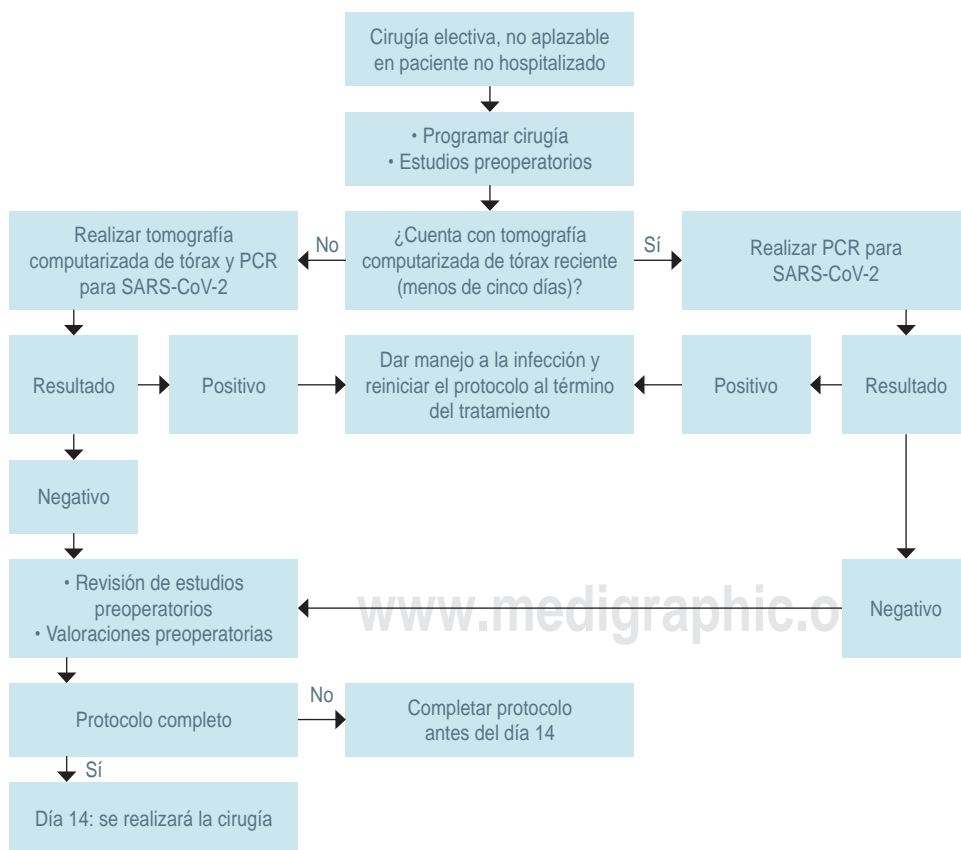 Cirugía electiva, no aplazable
en paciente no hospitalizado
• Programar cirugía
• Estudios preoperatorios
Realizar tomografía
computarizada de tórax y PCR
para SARS-CoV-2
No
¿Cuenta con tomografía
computarizada de tórax reciente
(menos de cinco días)?
Sí
Realizar PCR para
SARS-CoV-2
Resultado
Positivo
Dar manejo a la infección y
reiniciar el protocolo al término
del tratamiento
Positivo
Resultado
Negativo
• Revisión de estudios
preoperatorios
• Valoraciones preoperatorias
www.medigraphic.o
Negativo
Protocolo completo
No
Completar protocolo
antes del día 14
Sí
Día 14: se realizará la cirugía